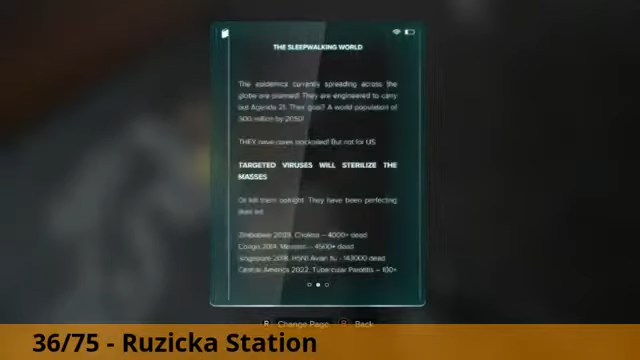 THE SLEEPWALKING WORLD
The epidemics currently spreading across the
globe are planned! They are engineered to carry
out Agenda 21. Their goal? A world population of
500 million by 2050!
THEY have cures stockpiled! But not for US.
TARGETED VIRUSES WILL STERILIZE THE
MASSES
Or kill them outright. They have been perfecting
Zimbabwe 2009, Cholera – 4000+ dead
Congo 2014, Measles – 4500+ dead
Singapore 2018, H5N1 Avian flu - 143000 dead
Central America 2022, Tubercular Parotitis – 100+
R Change Page B Back
36/75 - Ruzicka Station